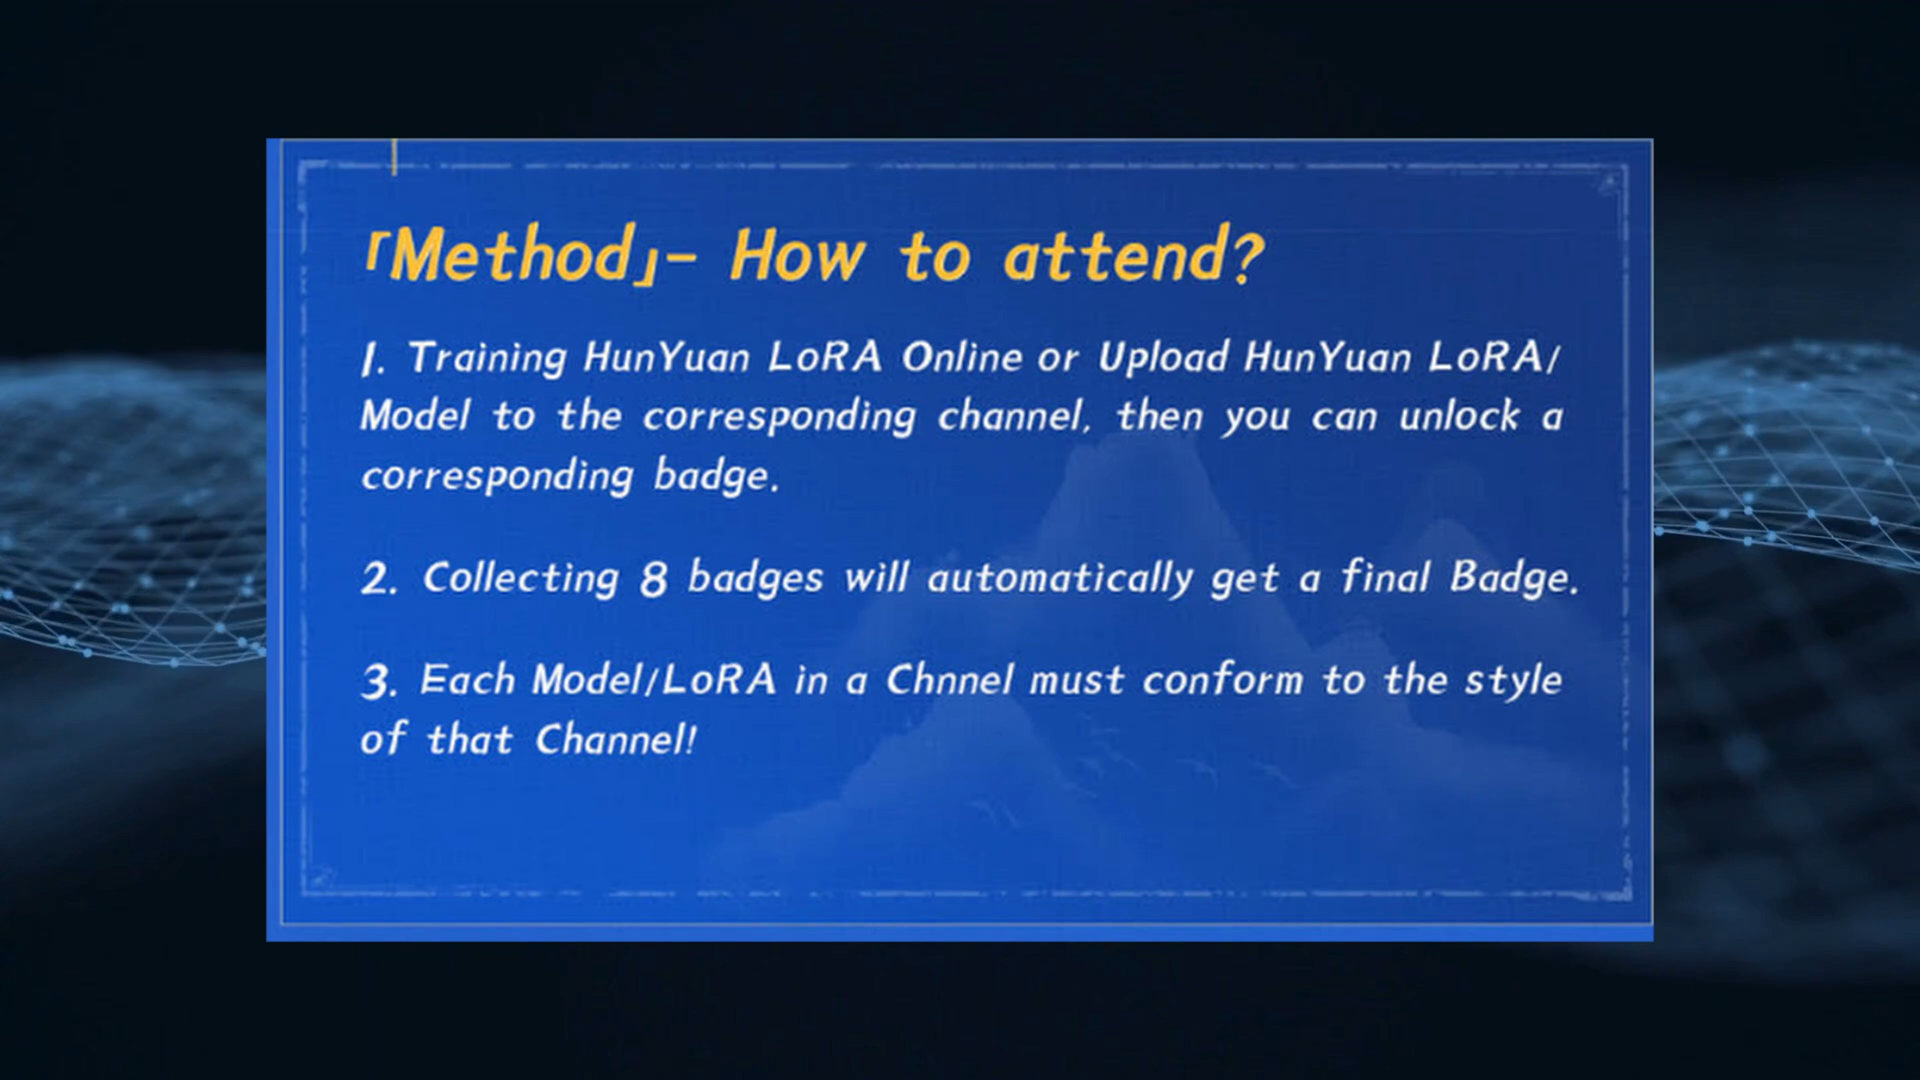 「Method」- How to attend?
1. Training HunYuan LoRA Online or Upload HunYuan LoRA/
Model to the corresponding channel, then you can unlock a
corresponding badge.
2. Collecting 8 badges will automatically get a final Badge.
3. Each Model/LoRA in a Chnnel must conform to the style
of that Channel!